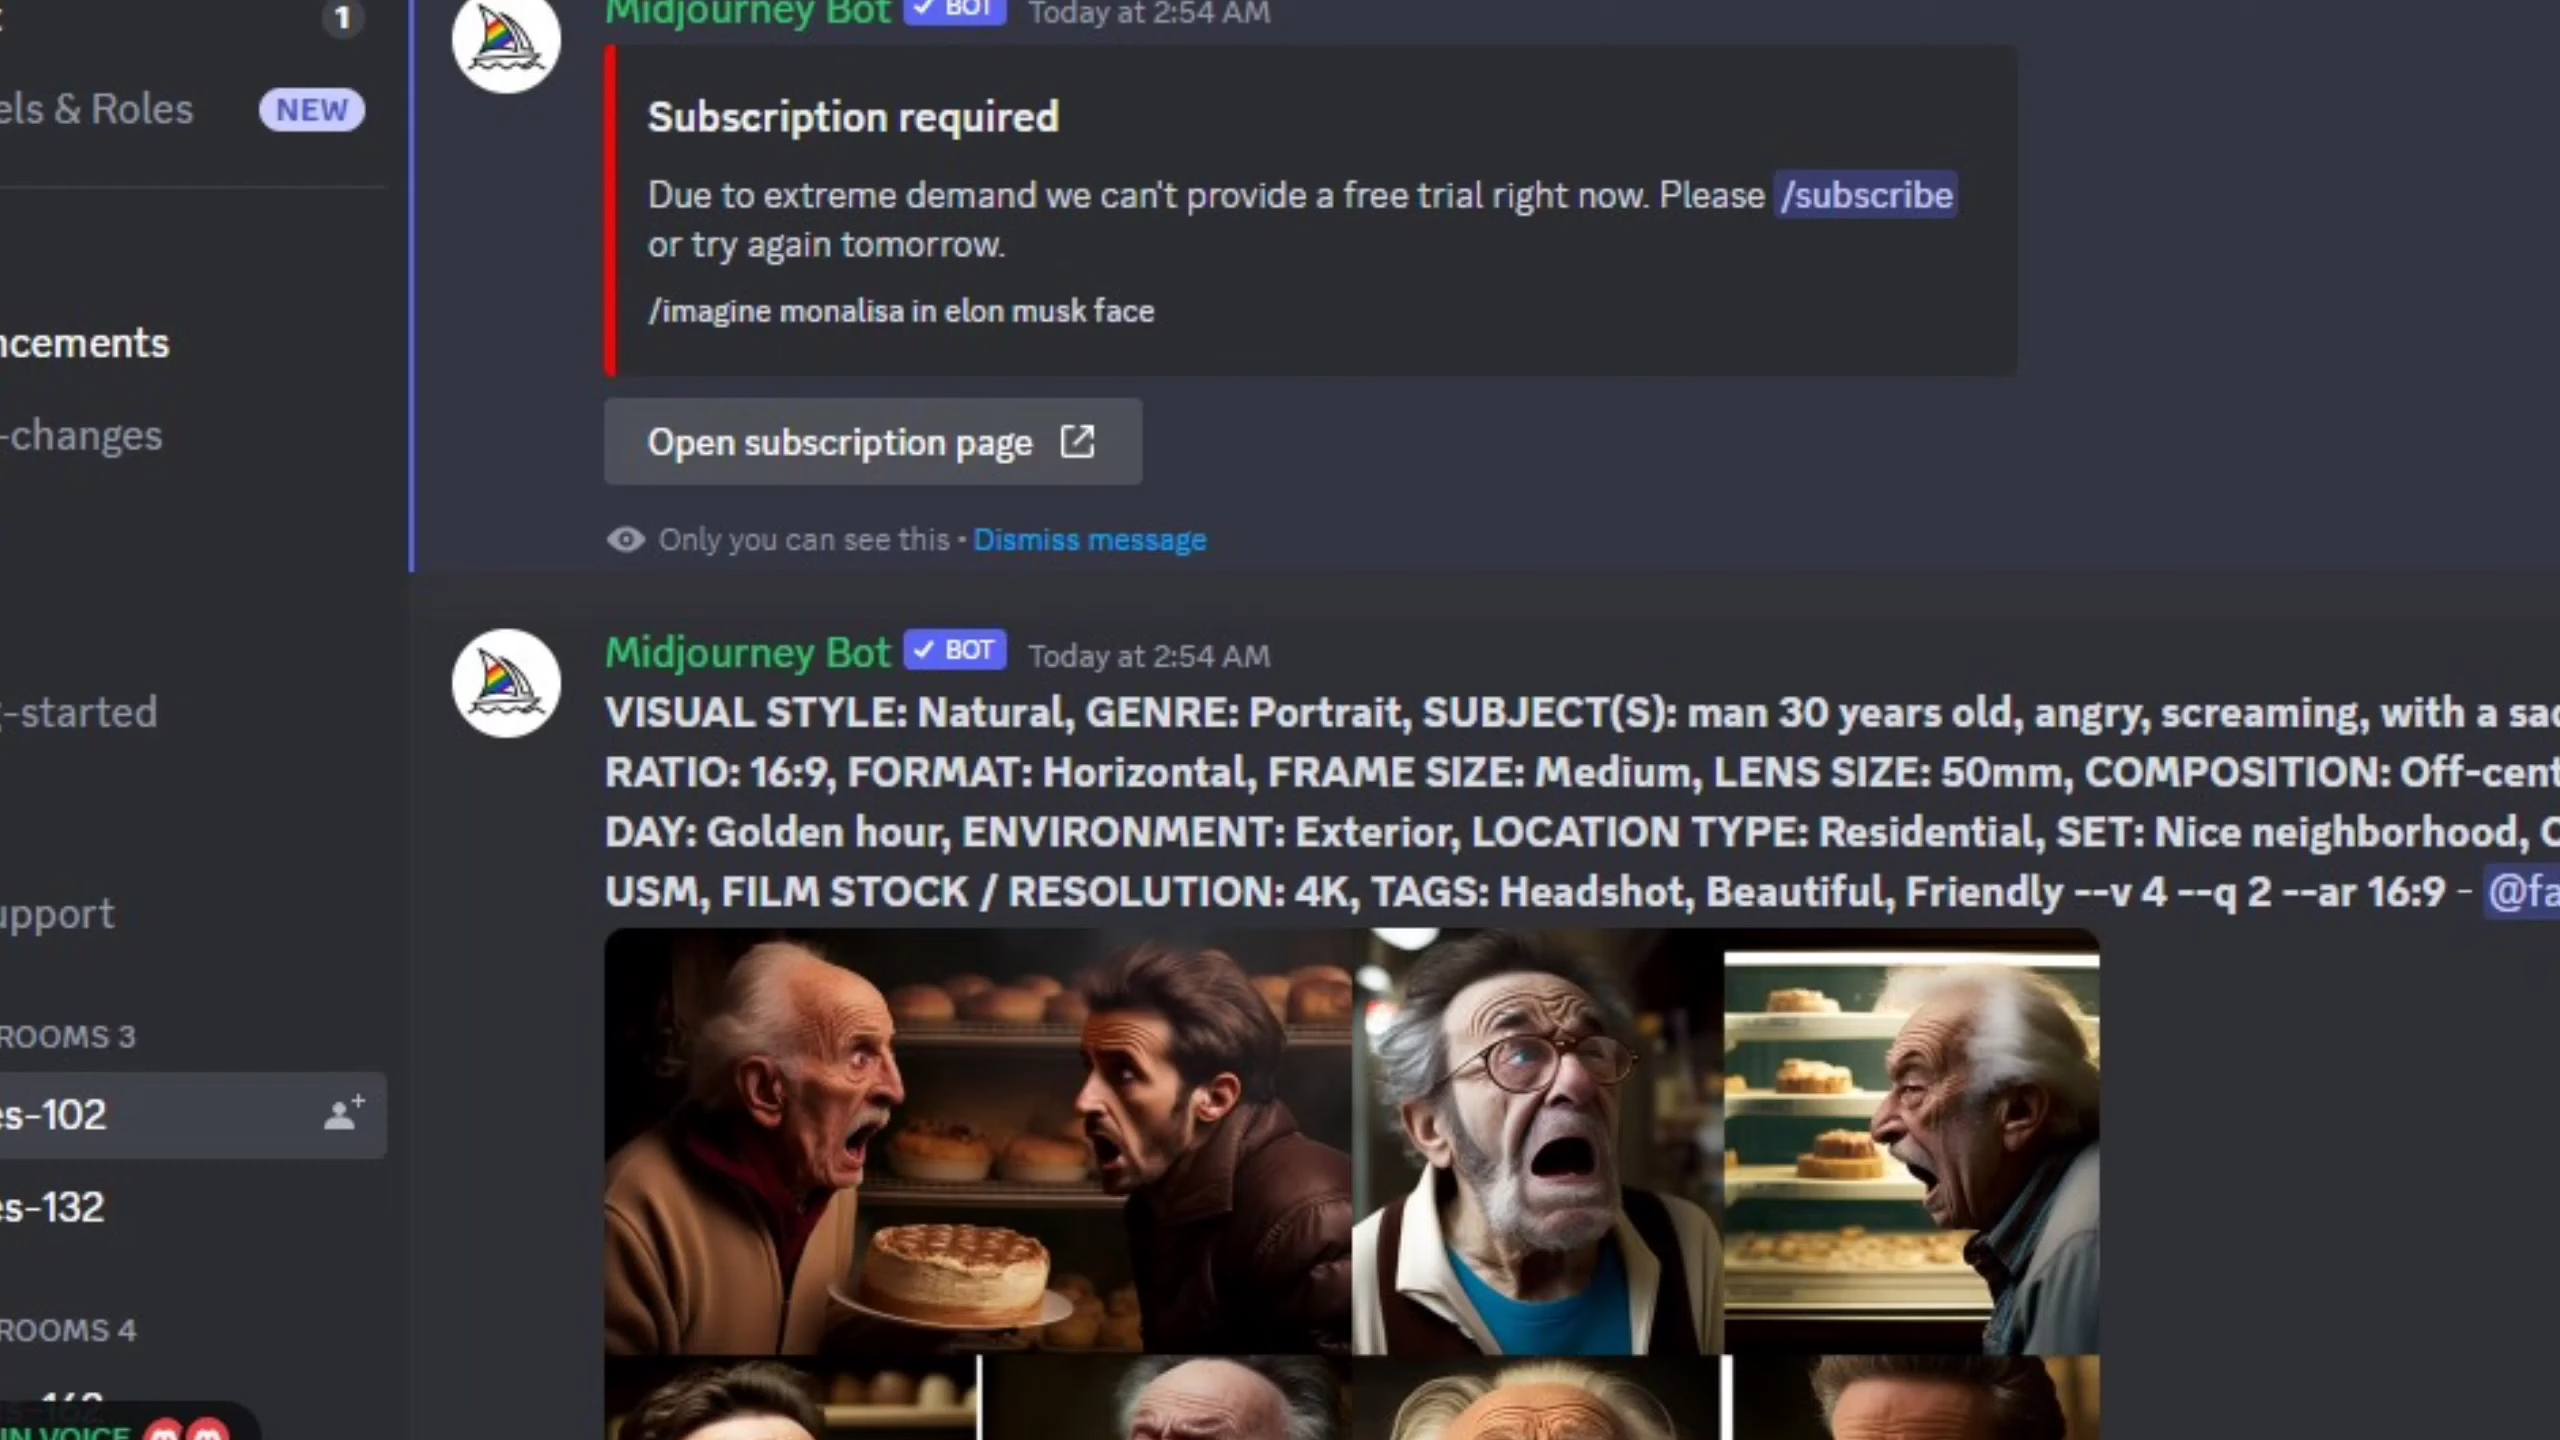 1
els & Roles
NEW
ncements
-changes
-started
upport
ROOMS 3
es-102
es-132
ROOMS 4
IN VOICE
Midjourney Bot ✓ BOT Today at 2:54 AM
Subscription required
Due to extreme demand we can't provide a free trial right now. Please /subscribe
or try again tomorrow.
/imagine monalisa in elon musk face
Open subscription page
Only you can see this • Dismiss message
Midjourney Bot ✓ BOT Today at 2:54 AM
VISUAL STYLE: Natural, GENRE: Portrait, SUBJECT(S): man 30 years old, angry, screaming, with a sac
RATIO: 16:9, FORMAT: Horizontal, FRAME SIZE: Medium, LENS SIZE: 50mm, COMPOSITION: Off-cent
DAY: Golden hour, ENVIRONMENT: Exterior, LOCATION TYPE: Residential, SET: Nice neighborhood, C
USM, FILM STOCK / RESOLUTION: 4K, TAGS: Headshot, Beautiful, Friendly --v 4 --q 2 --ar 16:9 - @fa